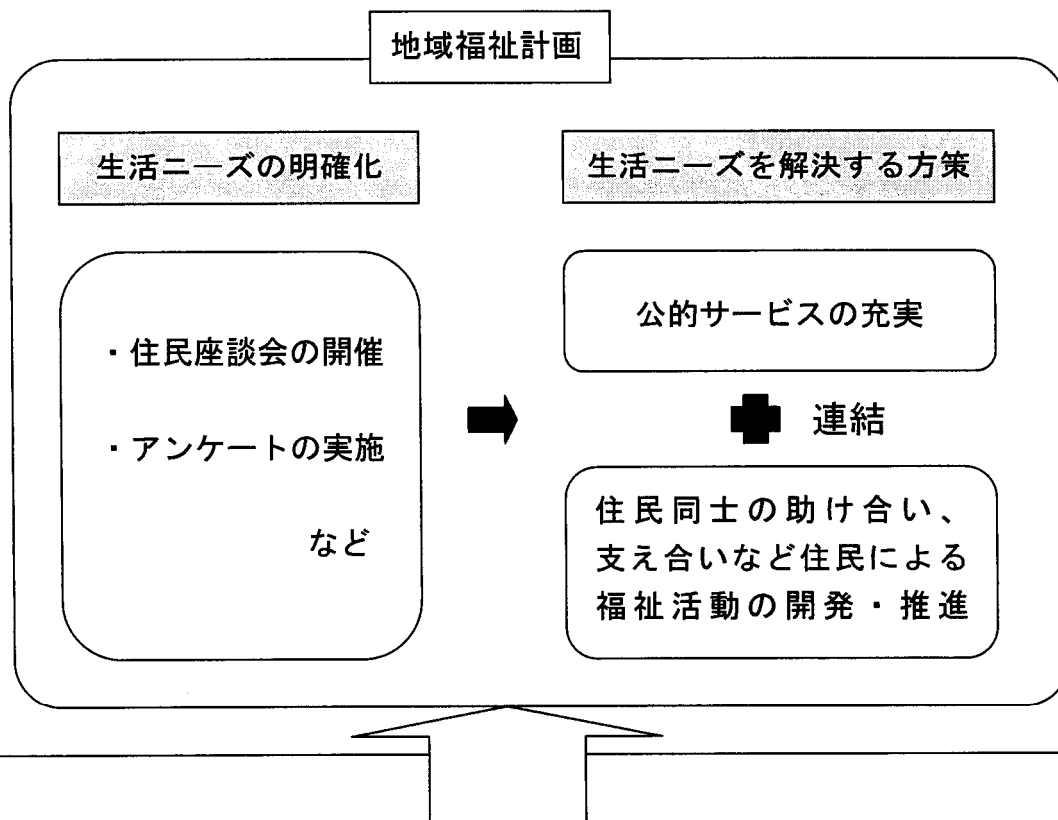 地域福祉計画
生活ニーズの明確化
・住民座談会の開催
・アンケートの実施
など
生活ニーズを解決する方策
公的サービスの充実
連結
住民同士の助け合い、
支え合いなど住民による
福祉活動の開発・推進